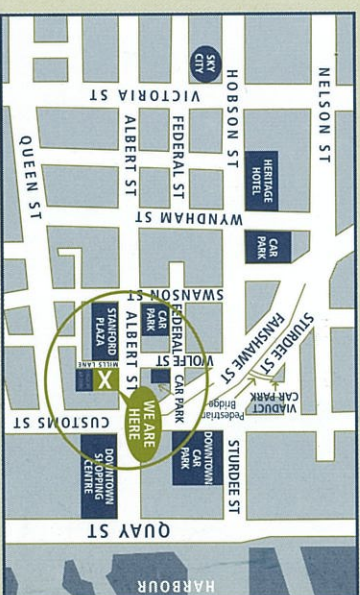 NELSON ST
HOBSON ST
SKY
CITY
VICTORIA ST
FEDERAL ST
ALBERT ST
QUEEN ST
HERITAGE
HOTEL
WYNDHAM ST
CAR
PARK
SWANSON ST
STURDEE ST
FANSHAWE ST
VIADUCT
CAR PARK
Pedestrian
Bridge
FEDERAL
WOLFE ST
CAR
PARK
CAR PARK
ALBERT ST
STANFORD
PLAZA
MILLS LANE
X
WE ARE
HERE
CUSTOMS ST
STURDEE ST
DOWNTOWN
CAR
PARK
DOWNTOWN
SHOPPING
CENTRE
QUAY ST
HARBOUR